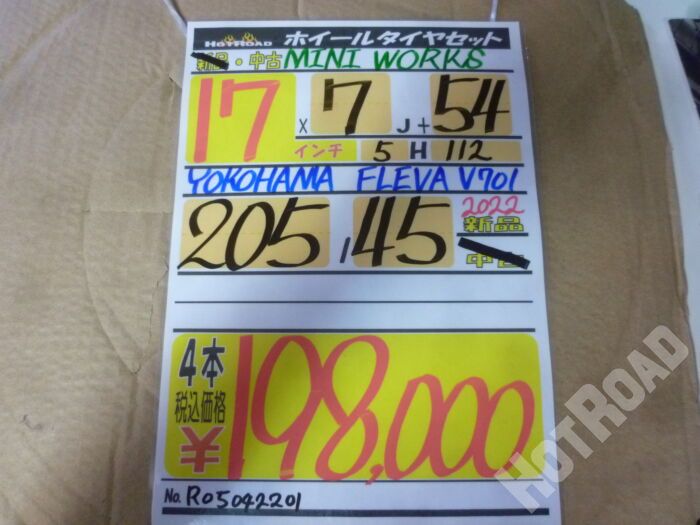 HOTROAD ホイールタイヤセット
新品・中古 MINI WORKS
17 x 7 J+ 54
インチ 5 H 112
YOKOHAMA FLEVA V701
2022
205 / 45 新品
中古
4本
税込価格
¥198,000
No. R05042201
HOTROAD